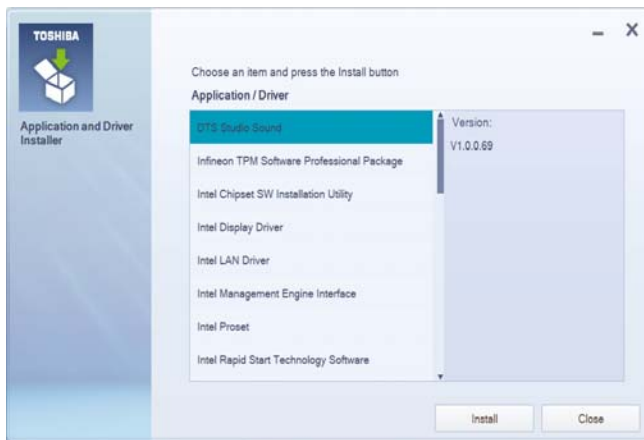 TOSHIBA
Application and Driver
Installer
Choose an item and press the Install button
Application / Driver
DTS Studio Sound
Infineon TPM Software Professional Package
Intel Chipset SW Installation Utility
Intel Display Driver
Intel LAN Driver
Intel Management Engine Interface
Intel Proset
Intel Rapid Start Technology Software
Version:
V1.0.0.69
Install
Close